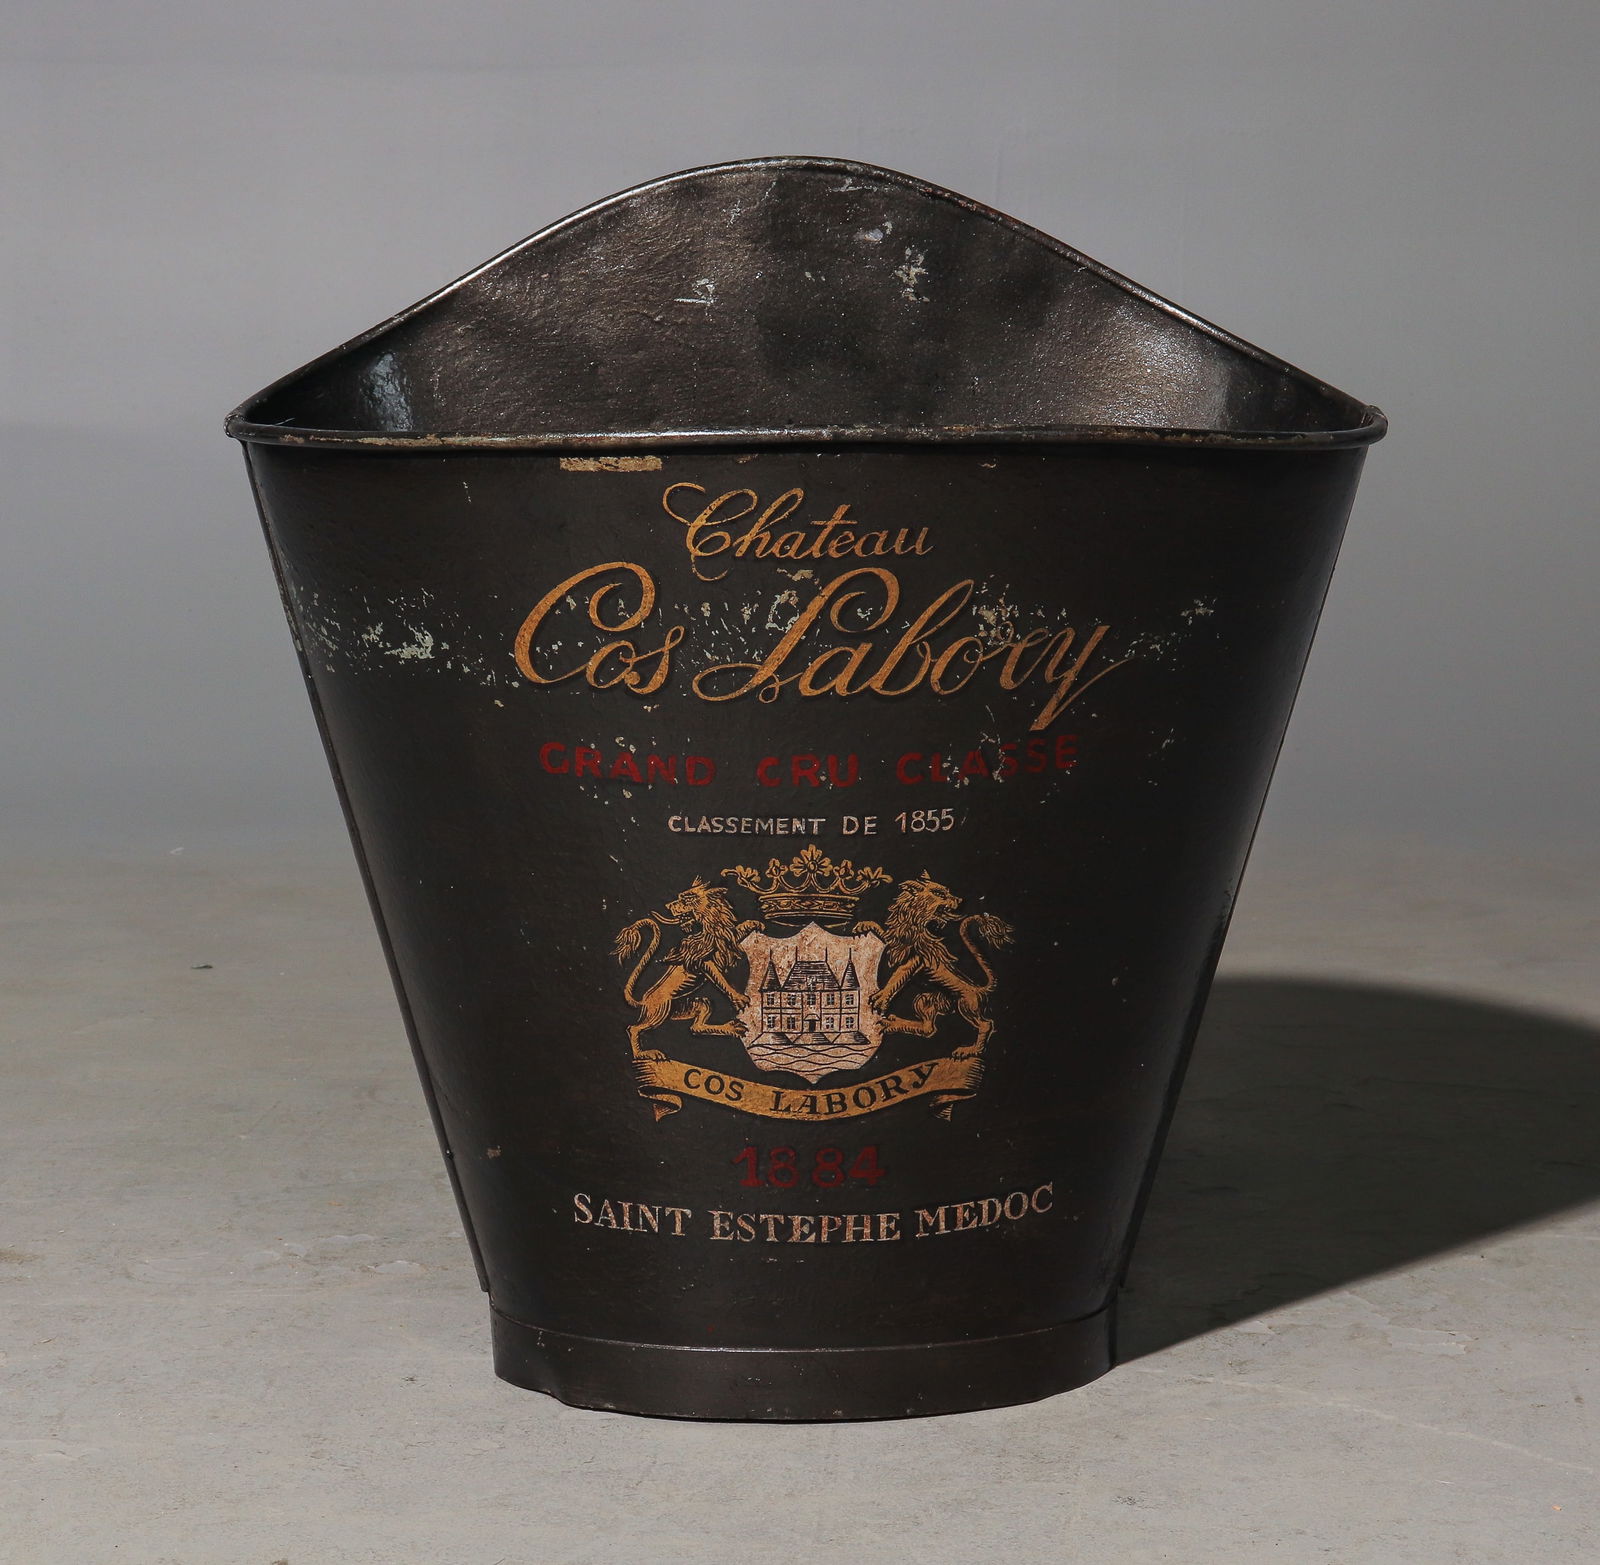 Chateau
Cos Labory
GRAND CRU CLASSE
CLASSEMENT DE 1855
COS LABORY
1884
SAINT ESTEPHE MEDOC